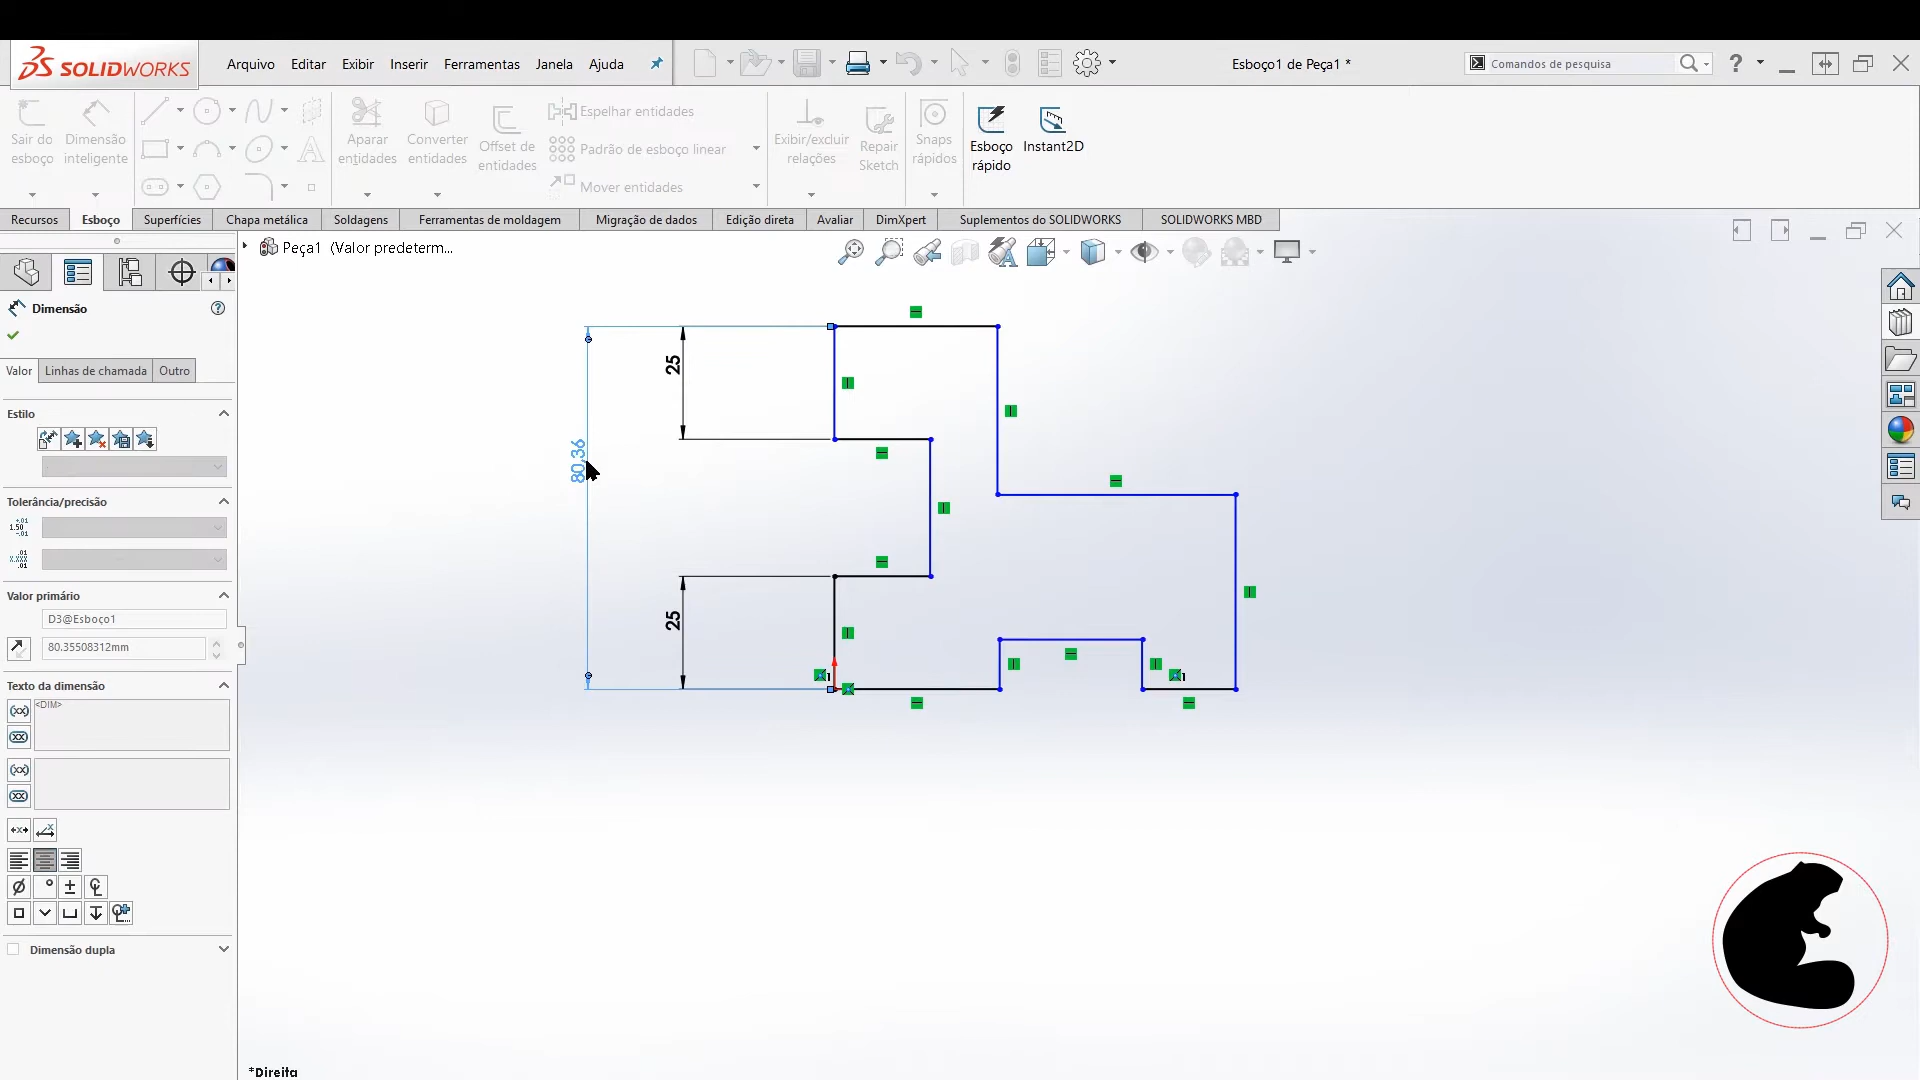 SOLIDWORKS
Arquivo Editar Exibir Inserir Ferramentas Janela Ajuda
Esboço1 de Peça1 *
Comandos de pesquisa
Sair do esboço
Dimensão inteligente
Aparar entidades
Converter entidades
Offset de entidades
Espelhar entidades
Padrão de esboço linear
Mover entidades
Exibir/excluir relações
Repair Sketch
Snaps rápidos
Esboço rápido
Instant2D
Recursos Esboço Superfícies Chapa metálica Soldagens Ferramentas de moldagem Migração de dados Edição direta Avaliar DimXpert Suplementos do SOLIDWORKS SOLIDWORKS MBD
Peça1 (Valor predeterm...
Dimensão
Valor Linhas de chamada Outro
Estilo
Tolerância/precisão
Valor primário
D3@Esboço1
80.35508312mm
Texto da dimensão
<DIM>
Dimensão dupla
25
80,36
25
1
1
*Direita